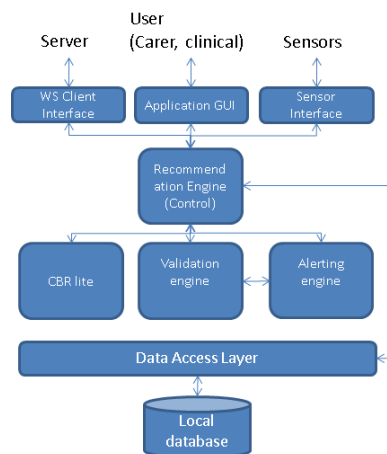 User
Server
(Carer, clinical)
Sensors
WS Client
Interface
Application GUI
Sensor
Interface
Recommend
ation Engine
(Control)
CBR lite
Validation
engine
Alerting
engine
Data Access Layer
Local
database